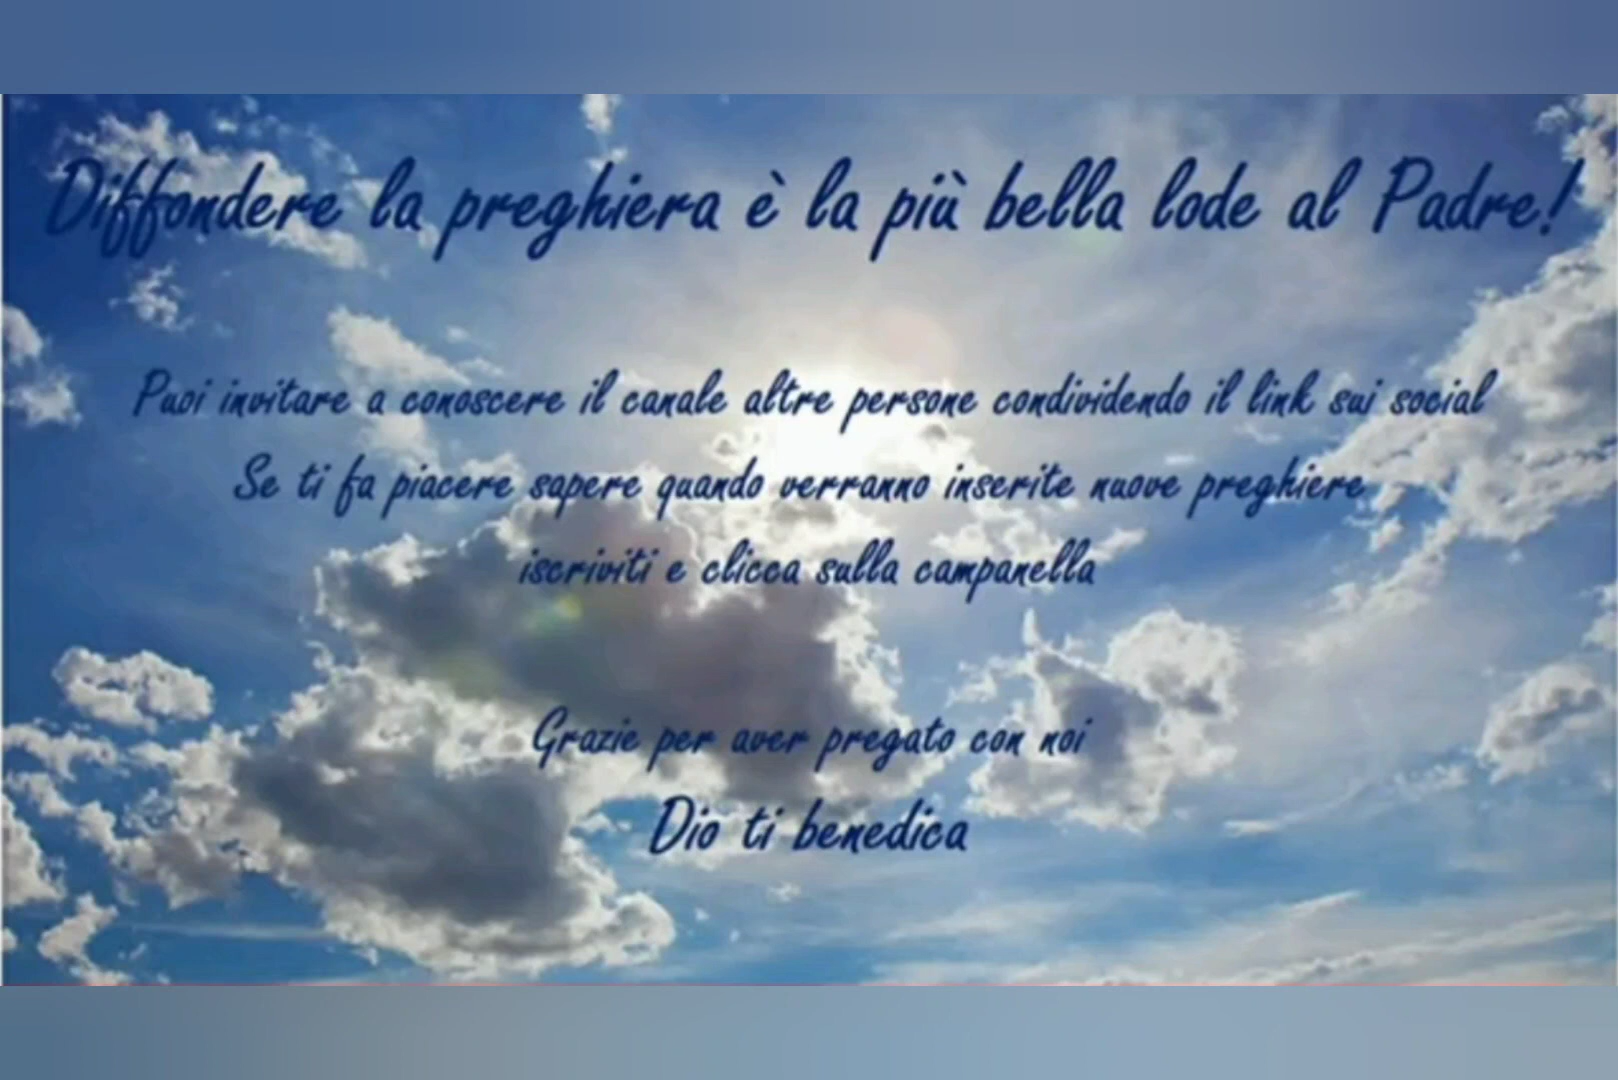 Diffondere la preghiera è la più bella lode al Padre!
Puoi invitare a conoscere il canale altre persone condividendo il link sui social
Se ti fa piacere sapere quando verranno inserite nuove preghiere
iscriviti e clicca sulla campanella
Grazie per aver pregato con noi
Dio ti benedica